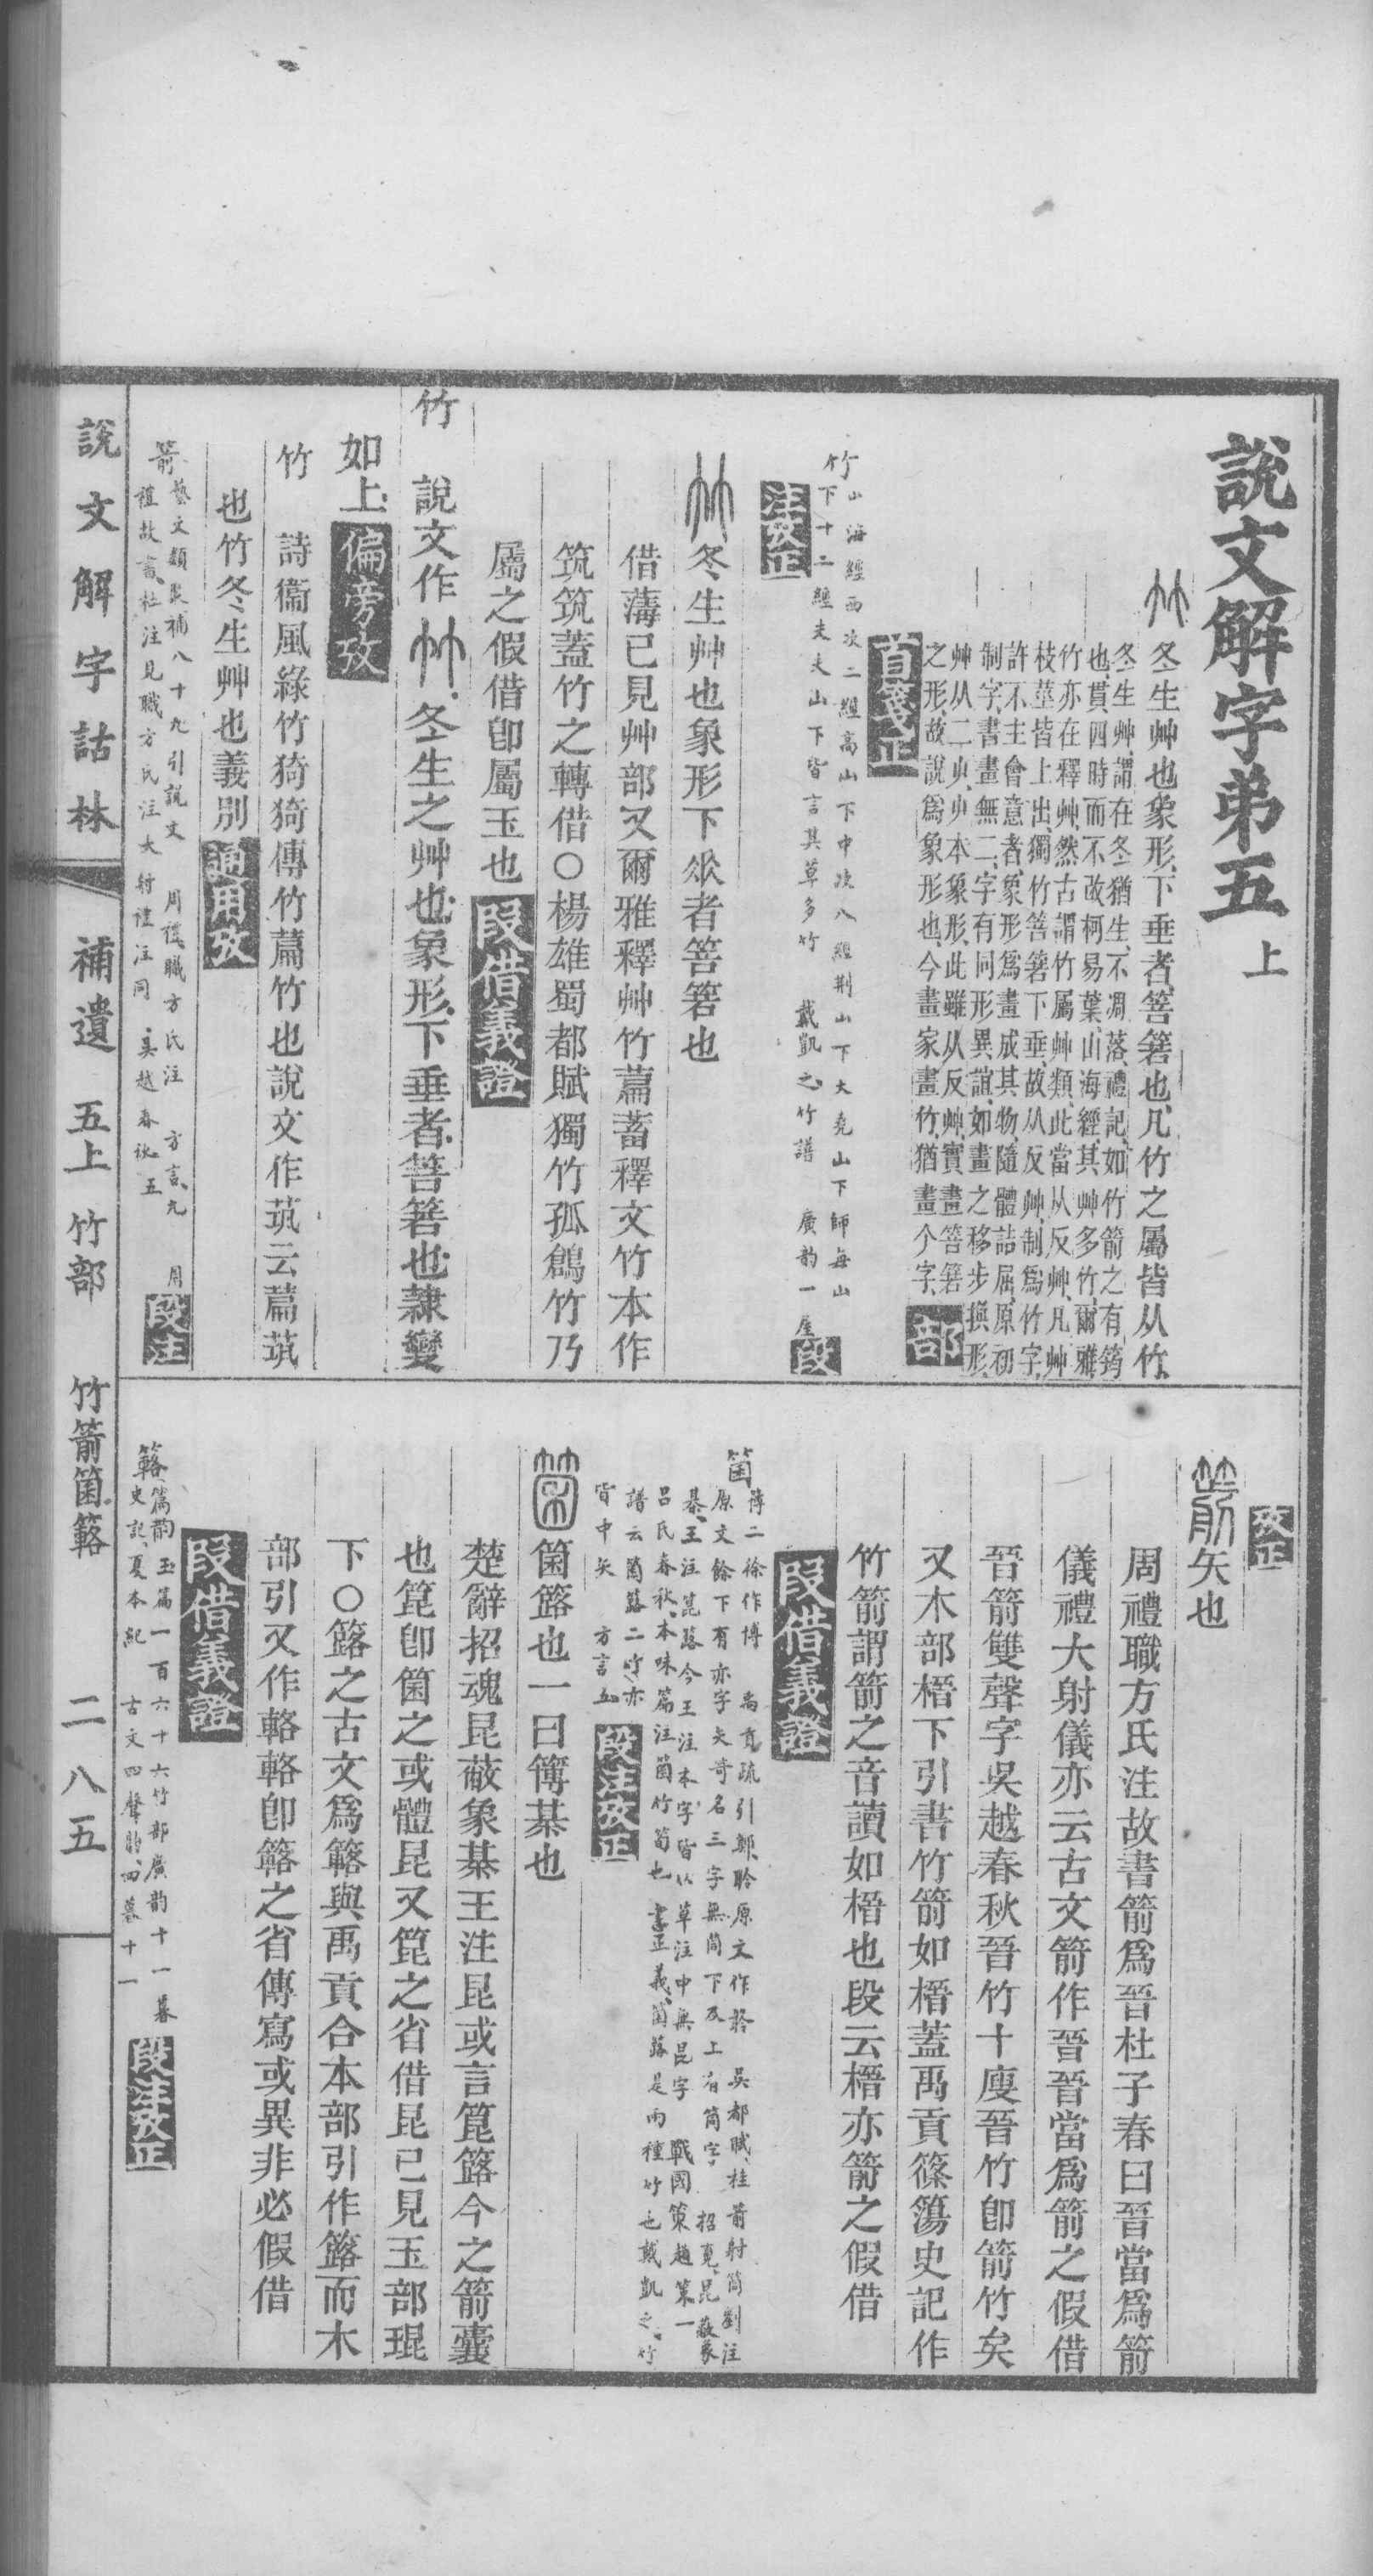 說文解字弟五上
竹冬生艸也象形下垂者箁箬也凡竹之屬皆从竹
冬生艸謂在冬猶生不凋落禮記如竹箭之有筠
也貫四時而不改柯易葉山海經其艸多竹爾雅
竹亦在釋艸然古謂竹屬艸類此當从反艸凡艸
枝莖皆上出獨竹箁箬下垂故从反艸制爲竹字
許不主會意者象形爲畫成其物隨體詰屈原初
制字書畫無二字有同形異誼如畫之移步換形
艸从二屮屮本象形此雖从反艸實畫箁箬
之形故說爲象形也今畫家畫竹猶畫个字部
首箋正
竹山海經西次二經高山下中次八經荆山下大堯山下師每山
下十二經夫夫山下皆言其草多竹 戴凱之竹譜 廣韵一屋段
注攷正
竹冬生艸也象形下㐺者箁箬也
借薄已見艸部又爾雅釋艸竹萹蓄釋文竹本作
筑筑蓋竹之轉借○楊雄蜀都賦獨竹孤鶬竹乃
屬之假借卽屬玉也段借義證
竹 說文作竹冬生之艸也象形下垂者箁箬也隸變
如上偏旁攷
竹 詩衞風綠竹猗猗傳竹萹竹也說文作茿云萹茿
也竹冬生艸也義別通用攷
箭藝文類聚補八十九引說文 周禮職方氏注 方言九 周
禮故書杜注見職方氏注大射禮注同 吳越春秋五段注
攷正
箭矢也
周禮職方氏注故書箭爲晉杜子春曰晉當爲箭
儀禮大射儀亦云古文箭作晉晉當爲箭之假借
晉箭雙聲字吳越春秋晉竹十廋晉竹卽箭竹矣
又木部榗下引書竹箭如榗蓋禹貢篠簜史記作
竹箭謂箭之音讀如榗也段云榗亦箭之假借
段借義證
箘簙二徐作博 禹貢疏引鄭 原文作 吳都賦桂箭射筒劉注
原文餘下有亦字矢竒名三字無筒下及上有筒字 招䰟昆蔽象
棊王注箟簬今王注本字皆从草注中無昆字 戰國策趙策一
呂氏春秋本味篇注箘竹筍也 書正義箘簬是兩種竹也戴凱之竹
譜云箘簬二竹亦
皆中矢 方言五段注攷正
箘箘簬也一曰簙棊也
楚辭招魂昆蔽象棊王注昆或言箟簬今之箭囊
也箟卽箘之或體昆又箟之省借昆已見玉部琨
下○簬之古文爲簵與禹貢合本部引作簬而木
部引又作輅輅卽簵之省傳寫或異非必假借
段借義證
簵篇韵玉篇一百六十六竹部廣韵十一暮
史記夏本紀 古文四聲韵四暮十一段注攷正
說文解字詁林 補遺 五上 竹部 竹箭箘簵 二八五